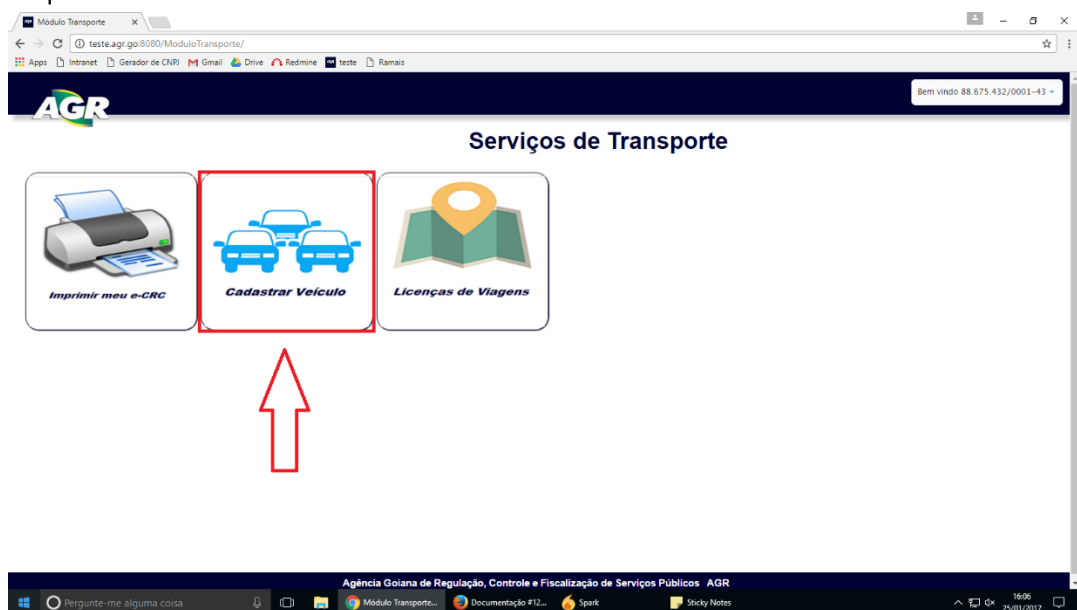 Módulo Transporte
teste.agr.go:8080/ModuloTransporte/
Apps Intranet Gerador de CNPJ Gmail Drive Redmine teste Ramais
AGR
Bem vindo 88.675.432/0001-43
Serviços de Transporte
Imprimir meu e-CRC
Cadastrar Veículo
Licenças de Viagens
Agência Goiana de Regulação, Controle e Fiscalização de Serviços Públicos AGR
Pergunte-me alguma coisa
Módulo Transporte... Documentação #12... Spark Sticky Notes
16:06
25/01/2017